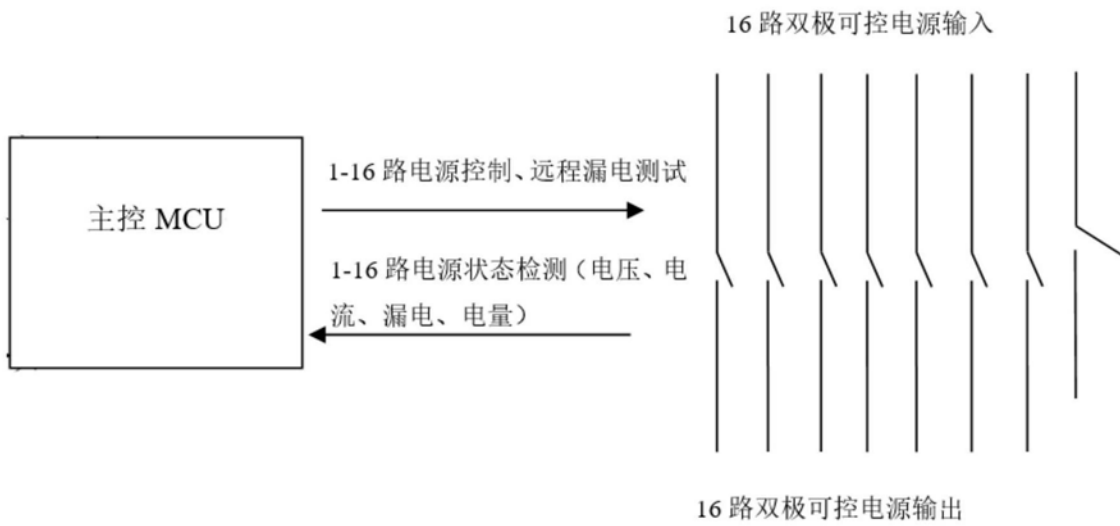 16 路双极可控电源输入
1-16 路电源控制、远程漏电测试
主控 MCU
1-16 路电源状态检测（电压、电
流、漏电、电量）
16 路双极可控电源输出